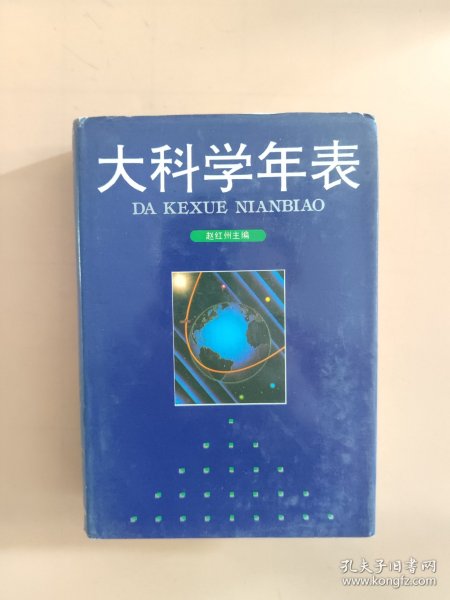 大科学年表
DA KEXUE NIANBIAO
赵红州主编
孔夫子旧书网
www.kongfz.com